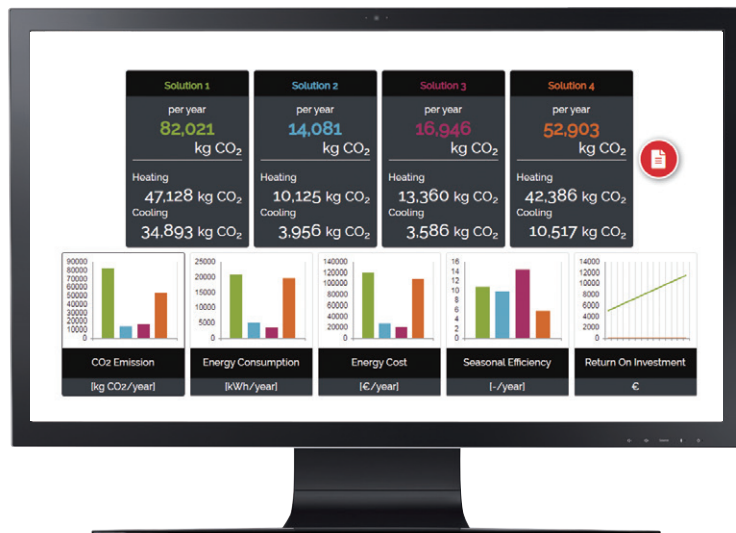 Solution 1
per year
82,021
kg CO₂
Heating
47,128 kg CO₂
Cooling
34,893 kg CO₂
Solution 2
per year
14,081
kg CO₂
Heating
10,125 kg CO₂
Cooling
3,956 kg CO₂
Solution 3
per year
16,946
kg CO₂
Heating
13,360 kg CO₂
Cooling
3,586 kg CO₂
Solution 4
per year
52,903
kg CO₂
Heating
42,386 kg CO₂
Cooling
10,517 kg CO₂
90000
80000
70000
60000
50000
40000
30000
20000
10000
0
CO2 Emission
[kg CO2/year]
25000
20000
15000
10000
5000
0
Energy Consumption
[kWh/year]
140000
120000
100000
80000
60000
40000
20000
0
Energy Cost
[€/year]
16
14
12
10
8
6
4
2
0
Seasonal Efficiency
[-/year]
14000
12000
10000
8000
6000
4000
2000
0
Return On Investment
€